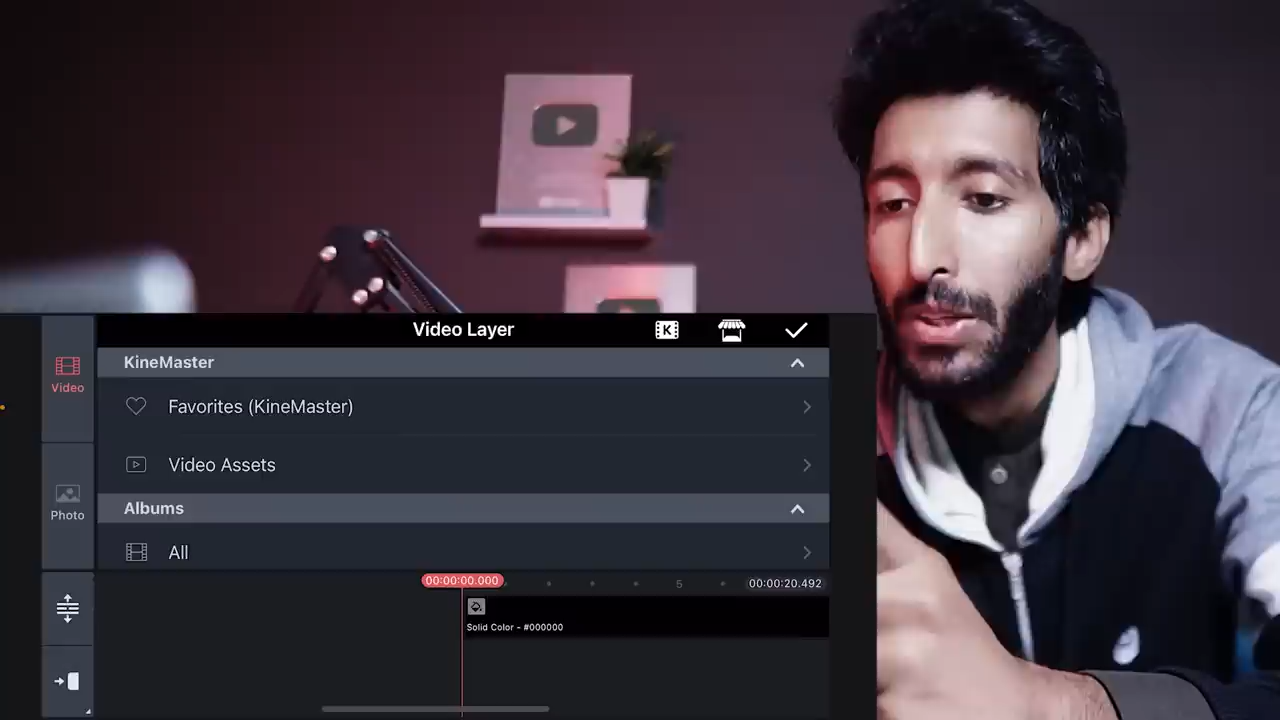 Video Layer
Video
KineMaster
Favorites (KineMaster)
Video Assets
Photo
Albums
All
00:00:00.000
5
00:00:20.492
Solid Color - #000000